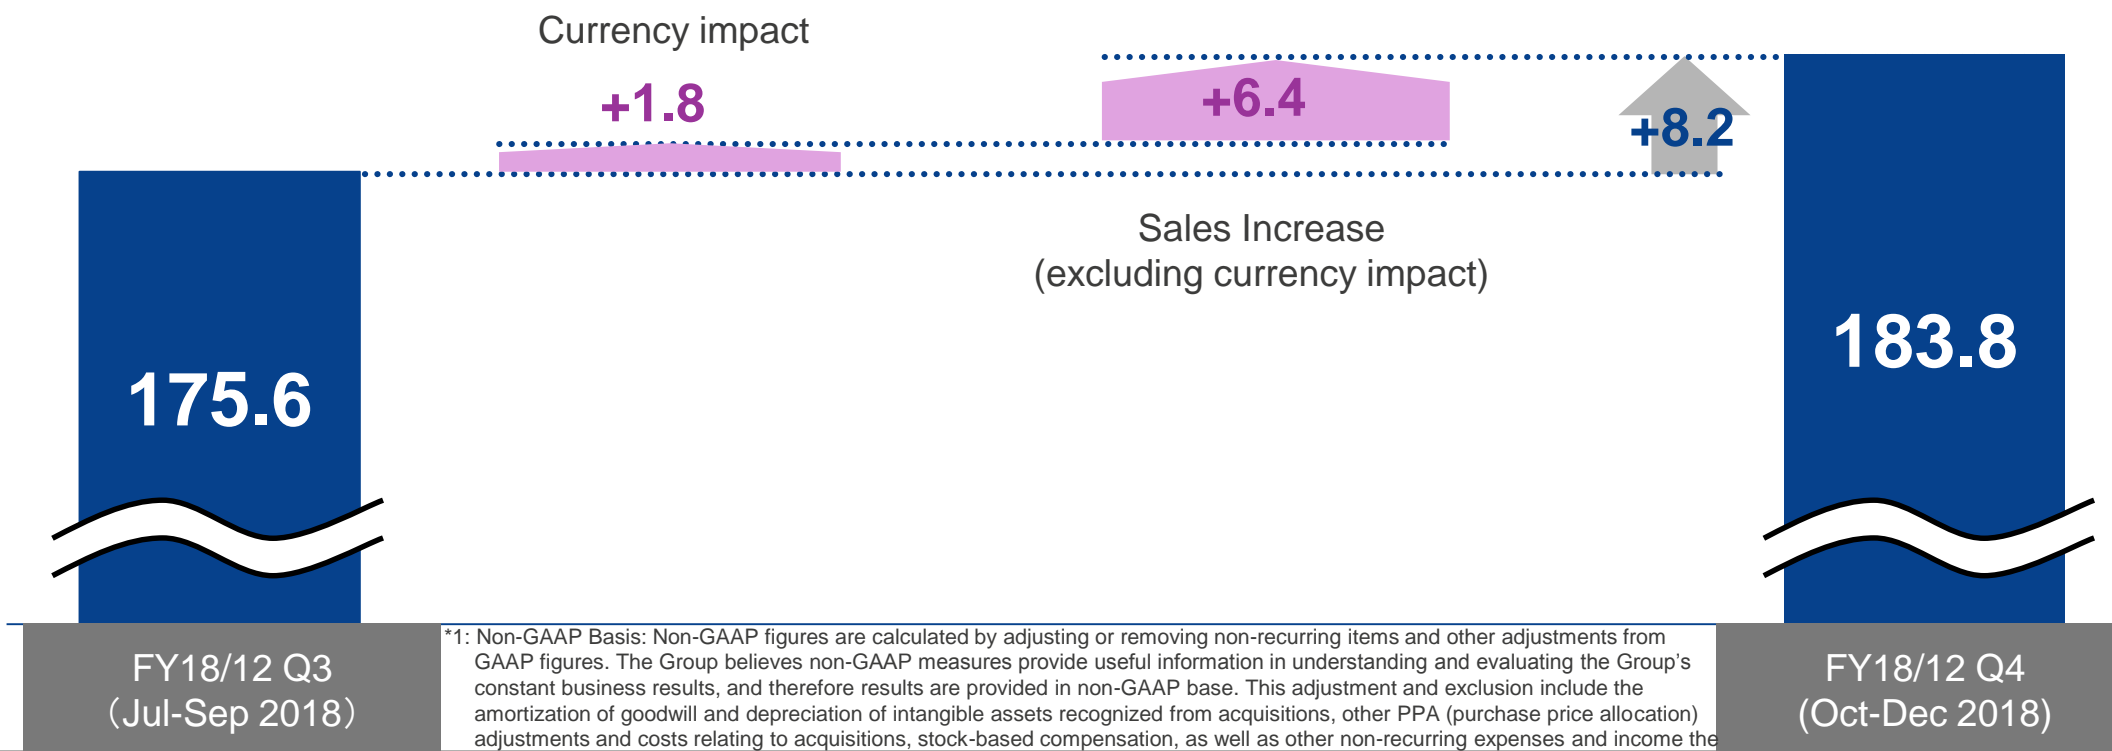 Currency impact
+1.8
+6.4
+8.2
Sales Increase
(excluding currency impact)
175.6
183.8
FY18/12 Q3
（Jul-Sep 2018）
*1: Non-GAAP Basis: Non-GAAP figures are calculated by adjusting or removing non-recurring items and other adjustments from
GAAP figures. The Group believes non-GAAP measures provide useful information in understanding and evaluating the Group's
constant business results, and therefore results are provided in non-GAAP base. This adjustment and exclusion include the
amortization of goodwill and depreciation of intangible assets recognized from acquisitions, other PPA (purchase price allocation)
adjustments and costs relating to acquisitions, stock-based compensation, as well as other non-recurring expenses and income the
FY18/12 Q4
(Oct-Dec 2018)